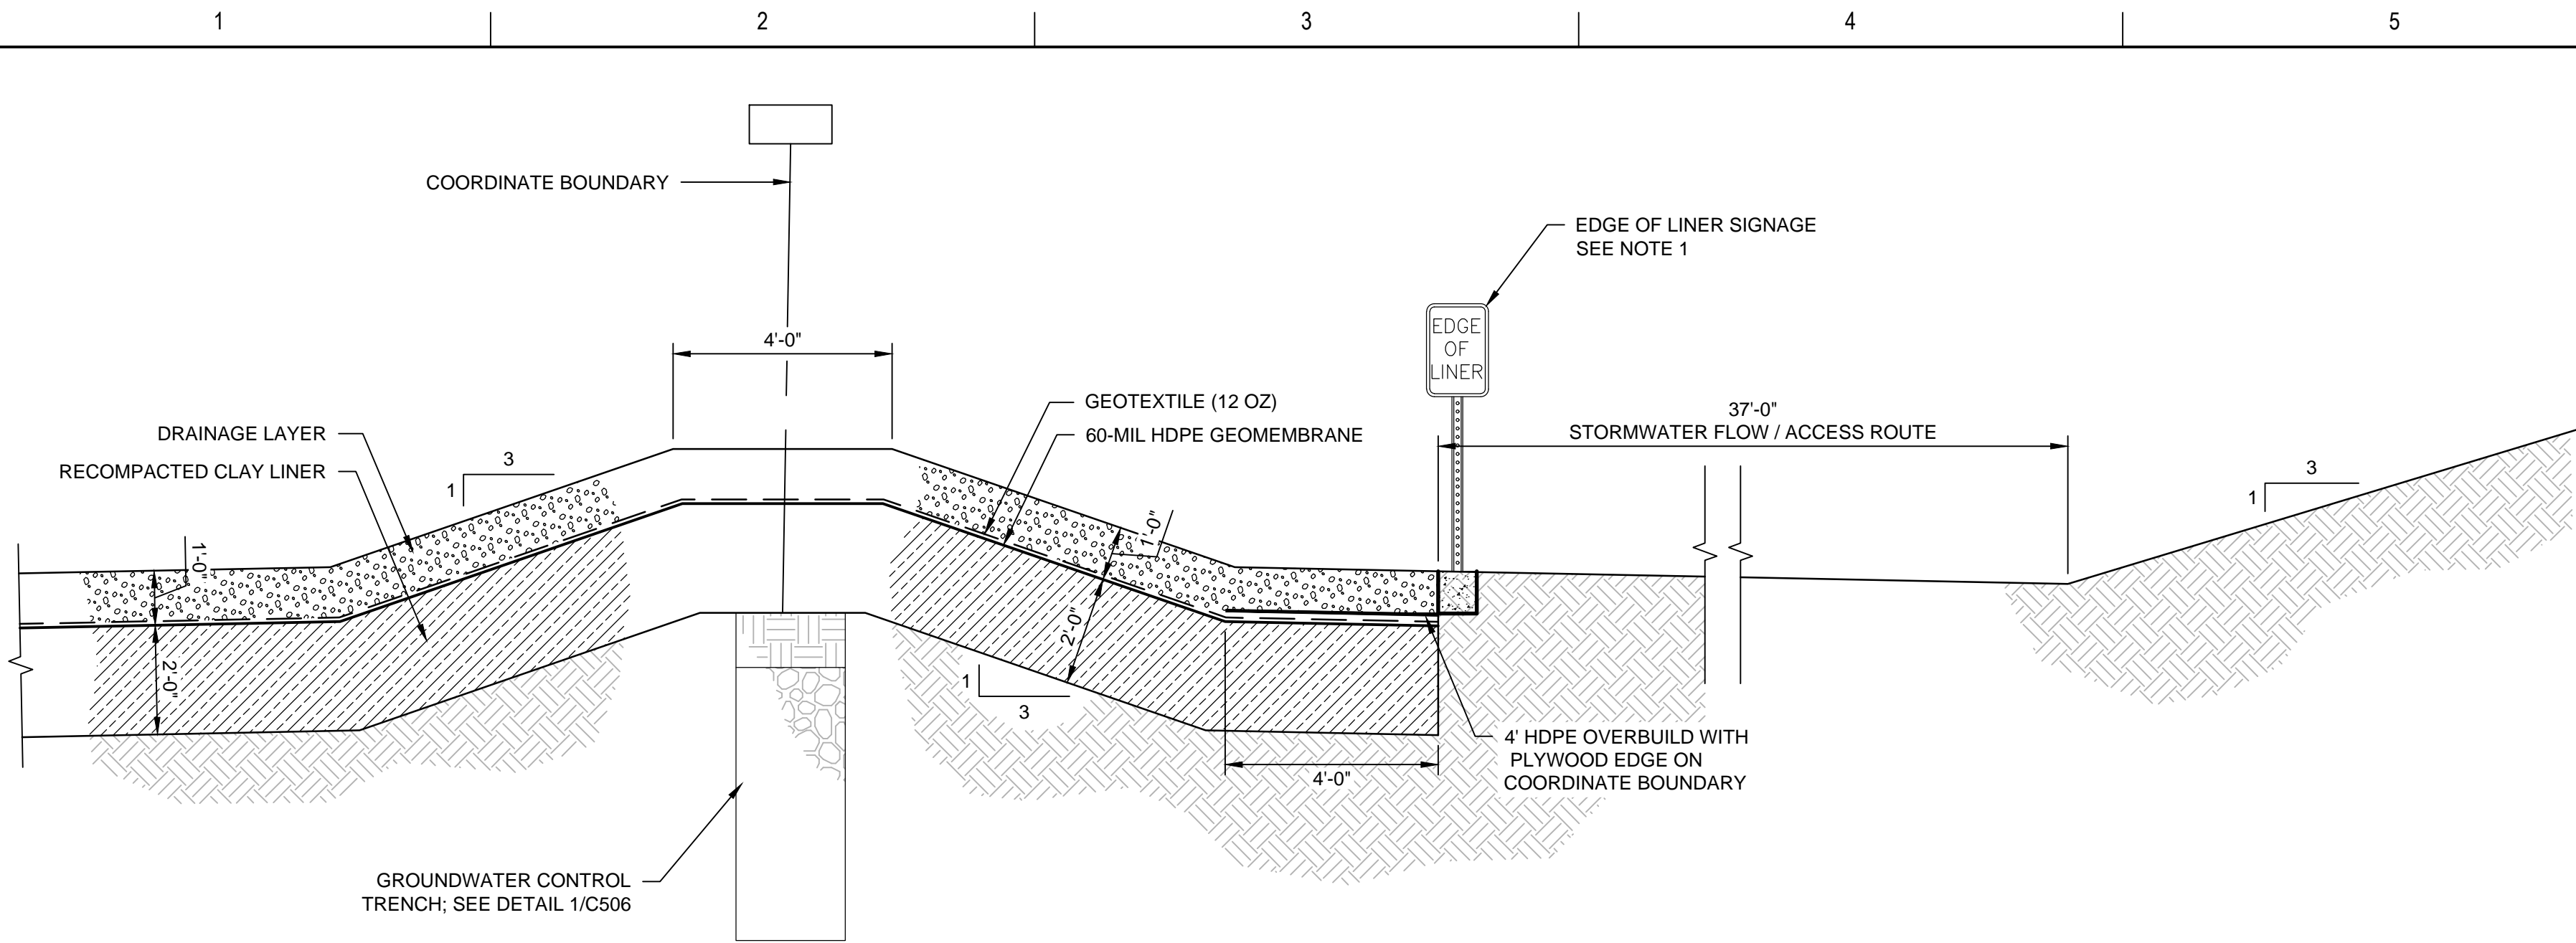 1
2
3
4
5
COORDINATE BOUNDARY
EDGE OF LINER SIGNAGE
SEE NOTE 1
EDGE
OF
LINER
4'-0"
GEOTEXTILE (12 OZ)
60-MIL HDPE GEOMEMBRANE
37'-0"
STORMWATER FLOW / ACCESS ROUTE
DRAINAGE LAYER
RECOMPACTED CLAY LINER
3
1
3
1
1'-0"
1'-0"
2'-0"
2'-0"
1
3
4'-0"
4' HDPE OVERBUILD WITH
PLYWOOD EDGE ON
COORDINATE BOUNDARY
GROUNDWATER CONTROL
TRENCH; SEE DETAIL 1/C506